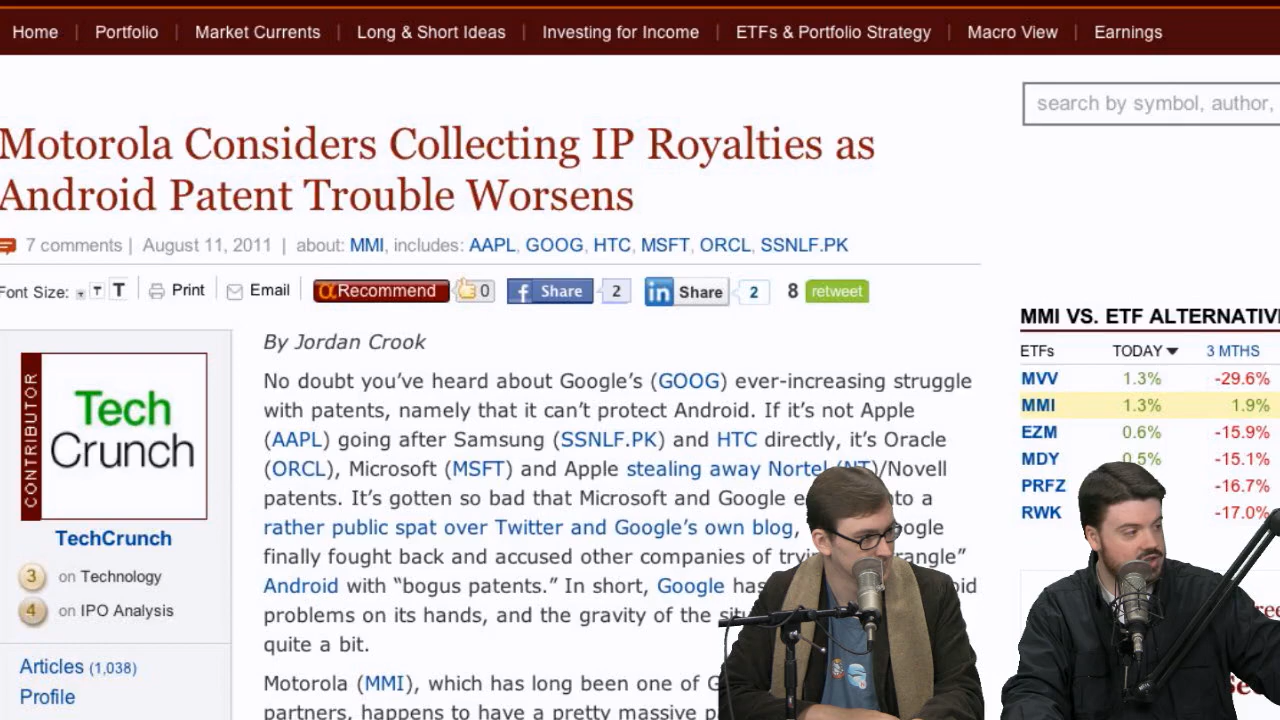 Home Portfolio Market Currents Long & Short Ideas Investing for Income ETFs & Portfolio Strategy Macro View Earnings
search by symbol, author,
Motorola Considers Collecting IP Royalties as
Android Patent Trouble Worsens
7 comments | August 11, 2011 | about: MMI, includes: AAPL, GOOG, HTC, MSFT, ORCL, SSNLF.PK
Font Size: T T T Print Email αRecommend 0 f Share 2 in Share 2 8 retweet
CONTRIBUTOR
Tech
Crunch
TechCrunch
3 on Technology
4 on IPO Analysis
Articles (1,038)
Profile
By Jordan Crook
No doubt you've heard about Google's (GOOG) ever-increasing struggle
with patents, namely that it can't protect Android. If it's not Apple
(AAPL) going after Samsung (SSNLF.PK) and HTC directly, it's Oracle
(ORCL), Microsoft (MSFT) and Apple stealing away Nortel (NT)/Novell
patents. It's gotten so bad that Microsoft and Google to a
rather public spat over Twitter and Google's own blog,
finally fought back and accused other companies of
Android with “bogus patents.” In short, Google has
problems on its hands, and the gravity of the
quite a bit.
Motorola (MMI), which has long been one of
partners, happens to have a pretty massive
MMI VS. ETF ALTERNATIV
ETFs TODAY 3 MTHS
MVV 1.3% -29.6%
MMI 1.3% 1.9%
EZM 0.6% -15.9%
MDY 0.5% -15.1%
PRFZ -16.7%
RWK -17.0%